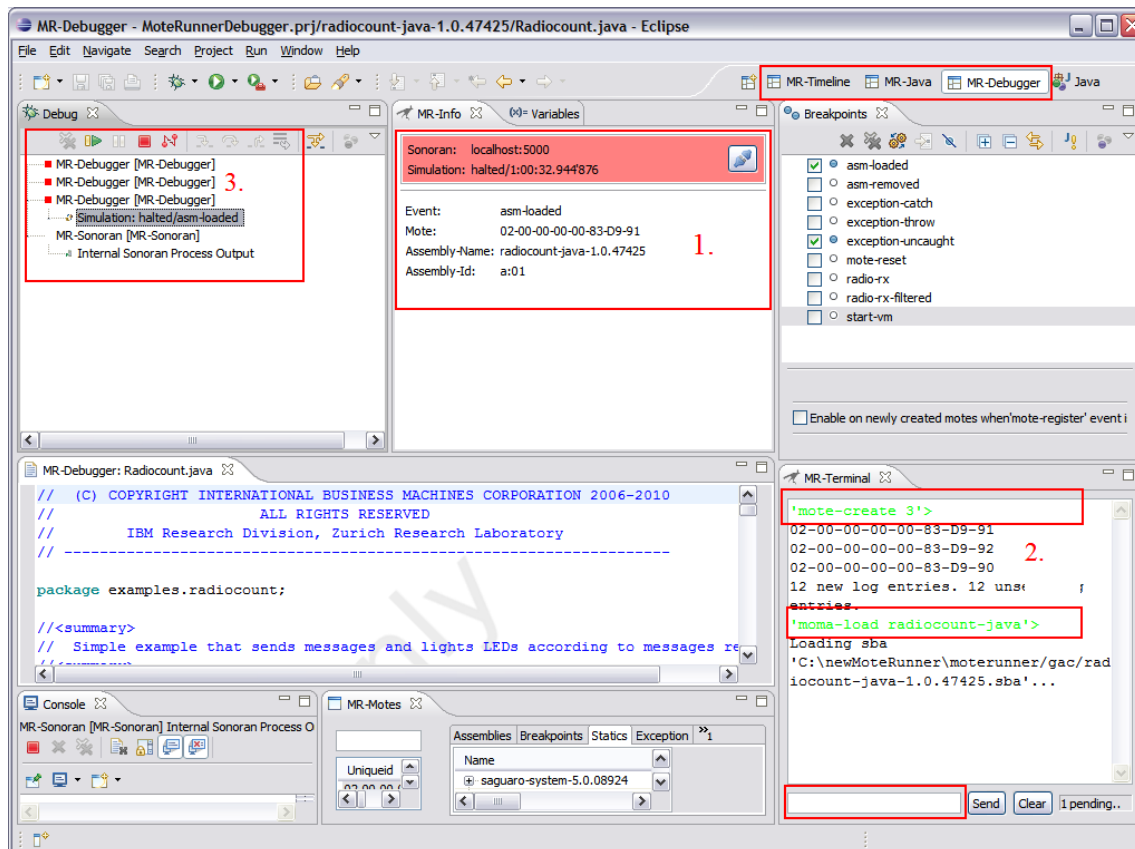 MR-Debugger - MoteRunnerDebugger.prj/radiocount-java-1.0.47425/Radiocount.java - Eclipse
File Edit Navigate Search Project Run Window Help
MR-Timeline MR-Java MR-Debugger Java
Debug
MR-Debugger [MR-Debugger]
MR-Debugger [MR-Debugger]
MR-Debugger [MR-Debugger]
Simulation: halted/asm-loaded
MR-Sonoran [MR-Sonoran]
Internal Sonoran Process Output
3.
MR-Info (x)= Variables
Sonoran: localhost:5000
Simulation: halted/1:00:32.944'876
Event: asm-loaded
Mote: 02-00-00-00-00-83-D9-91
Assembly-Name: radiocount-java-1.0.47425
Assembly-Id: a:01
1.
Breakpoints
asm-loaded
asm-removed
exception-catch
exception-throw
exception-uncaught
mote-reset
radio-rx
radio-rx-filtered
start-vm
Enable on newly created motes when'mote-register' event i
MR-Debugger: Radiocount.java
// (C) COPYRIGHT INTERNATIONAL BUSINESS MACHINES CORPORATION 2006-2010
// ALL RIGHTS RESERVED
// IBM Research Division, Zurich Research Laboratory
// --------------------------------------------------------------------
package examples.radiocount;
//<summary>
// Simple example that sends messages and lights LEDs according to messages re
//<summary>
nly
MR-Terminal
'mote-create 3'>
02-00-00-00-00-83-D9-91
02-00-00-00-00-83-D9-92
02-00-00-00-00-83-D9-90
12 new log entries. 12 unse
entries.
2.
'moma-load radiocount-java'>
Loading sba
'C:\newMoteRunner\moterunner/gac/rad
iocount-java-1.0.47425.sba'...
Send Clear 1 pending..
Console
MR-Sonoran [MR-Sonoran] Internal Sonoran Process O
MR-Motes
Uniqueid
Assemblies Breakpoints Statics Exception »1
Name
saguaro-system-5.0.08924